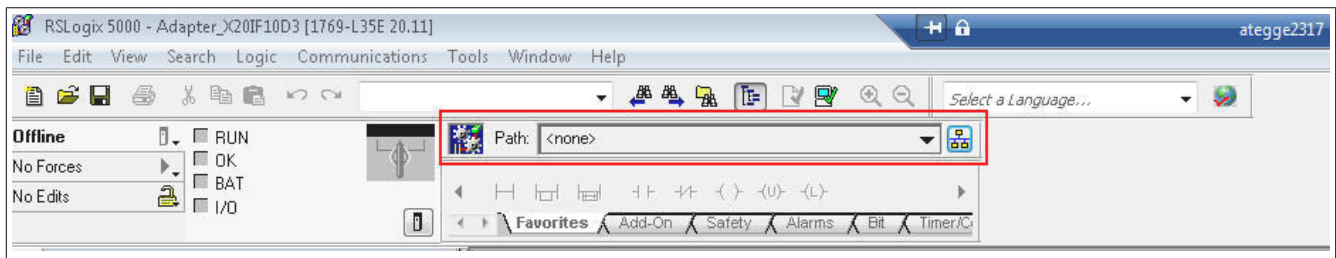 RSLogix 5000 - Adapter_X20IF10D3 [1769-L35E 20.11]
ategge2317
File Edit View Search Logic Communications Tools Window Help
Select a Language...
Offline
RUN
Path: <none>
No Forces
OK
BAT
No Edits
I/O
(U) (L)
Favorites Add-On Safety Alarms Bit Timer/C